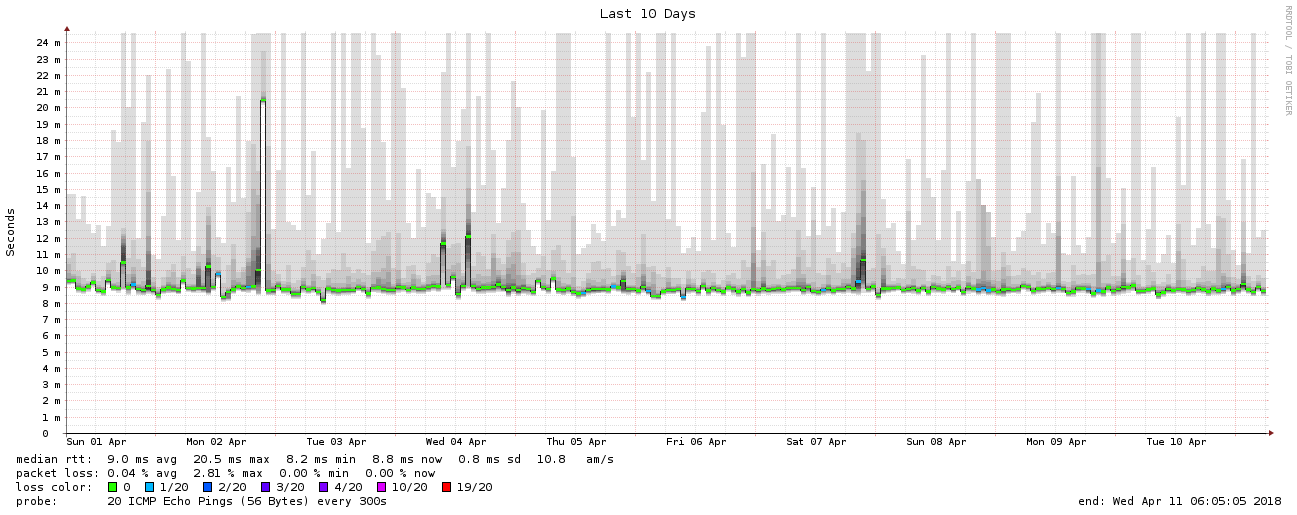 Last 10 Days
RRDTOOL / TOBI OETIKER
Seconds
24 m
23 m
22 m
21 m
20 m
19 m
18 m
17 m
16 m
15 m
14 m
13 m
12 m
11 m
10 m
9 m
8 m
7 m
6 m
5 m
4 m
3 m
2 m
1 m
0
Sun 01 Apr Mon 02 Apr Tue 03 Apr Wed 04 Apr Thu 05 Apr Fri 06 Apr Sat 07 Apr Sun 08 Apr Mon 09 Apr Tue 10 Apr
median rtt: 9.0 ms avg 20.5 ms max 8.2 ms min 8.8 ms now 0.8 ms sd 10.8 am/s
packet loss: 0.04 % avg 2.81 % max 0.00 % min 0.00 % now
loss color: 0 1/20 2/20 3/20 4/20 10/20 19/20
probe: 20 ICMP Echo Pings (56 Bytes) every 300s end: Wed Apr 11 06:05:05 2018